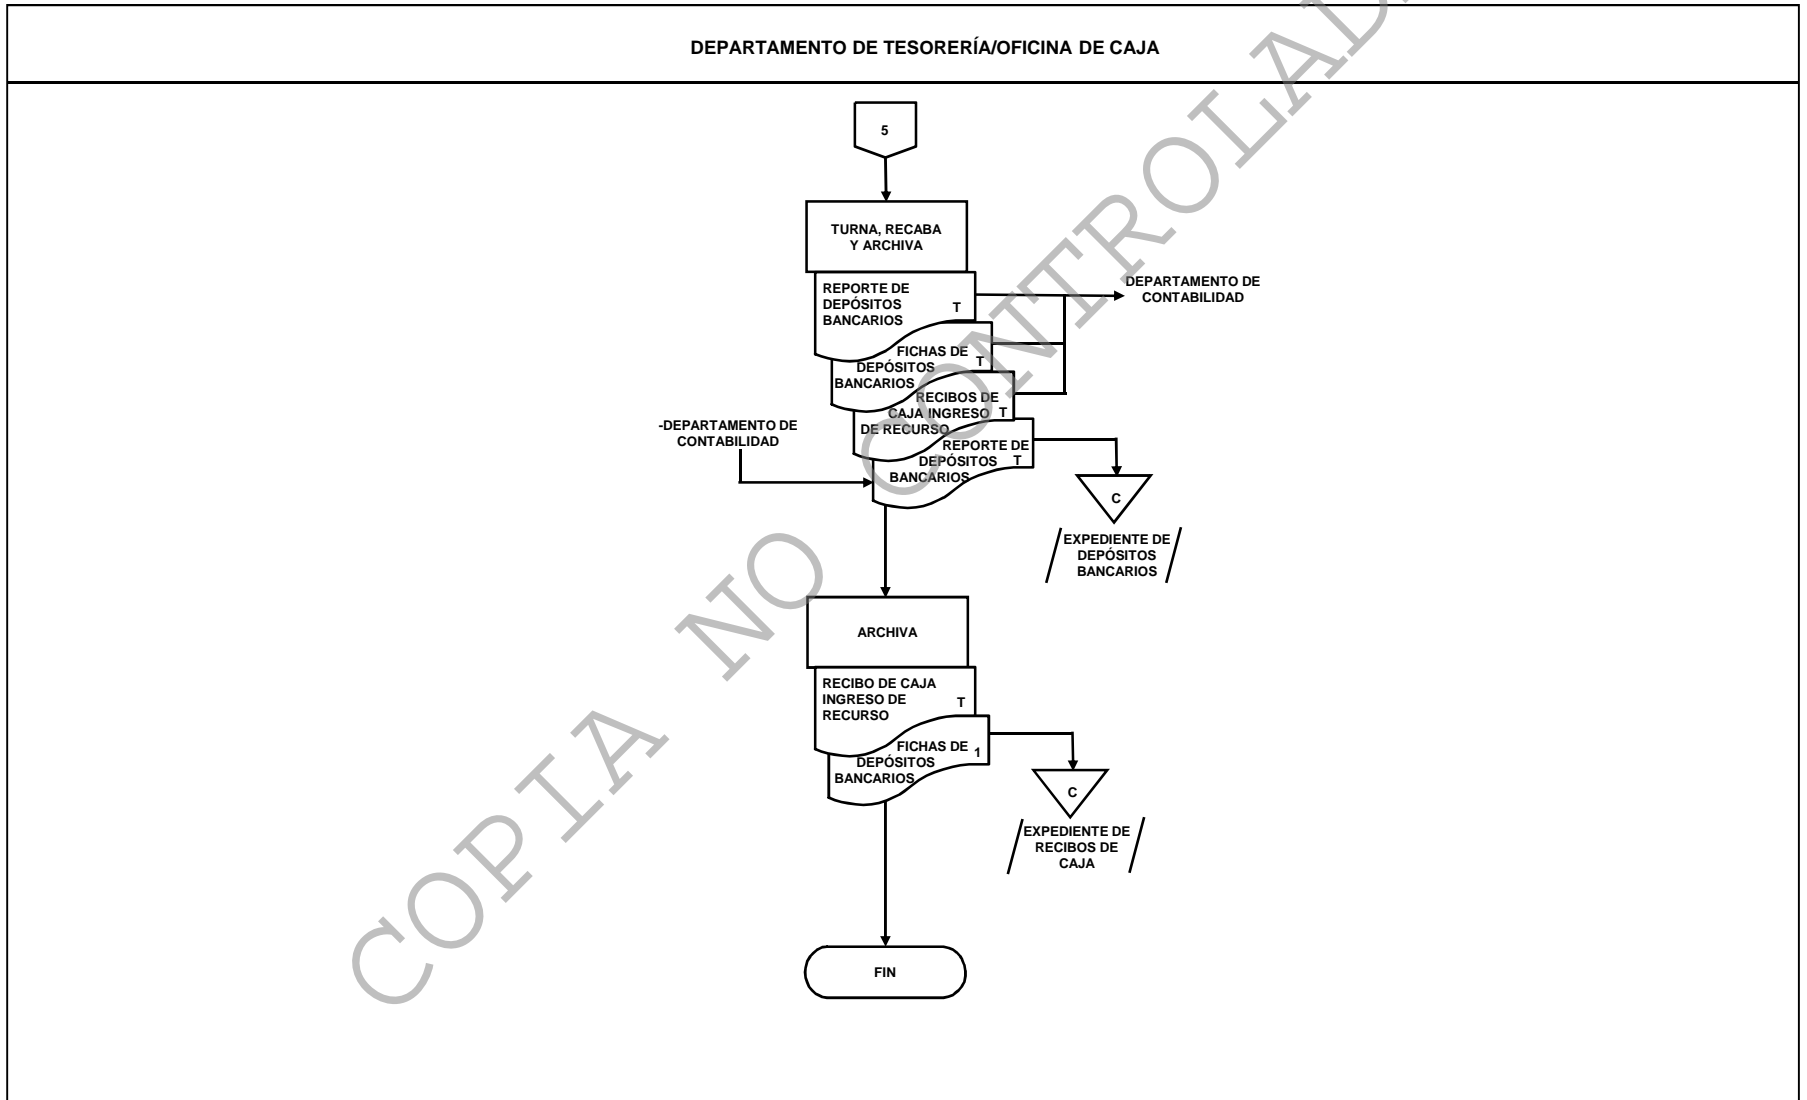 DEPARTAMENTO DE TESORERÍA/OFICINA DE CAJA
5
TURNA, RECABA
Y ARCHIVA
REPORTE DE
DEPÓSITOS
BANCARIOS
T
DEPARTAMENTO DE
CONTABILIDAD
FICHAS DE
DEPÓSITOS
BANCARIOS
T
RECIBOS DE
CAJA INGRESO
DE RECURSO
T
-DEPARTAMENTO DE
CONTABILIDAD
REPORTE DE
DEPÓSITOS
BANCARIOS
T
C
EXPEDIENTE DE
DEPÓSITOS
BANCARIOS
ARCHIVA
RECIBO DE CAJA
INGRESO DE
RECURSO
T
FICHAS DE
DEPÓSITOS
BANCARIOS
1
C
EXPEDIENTE DE
RECIBOS DE
CAJA
FIN
COPIA NO CONTROLAD